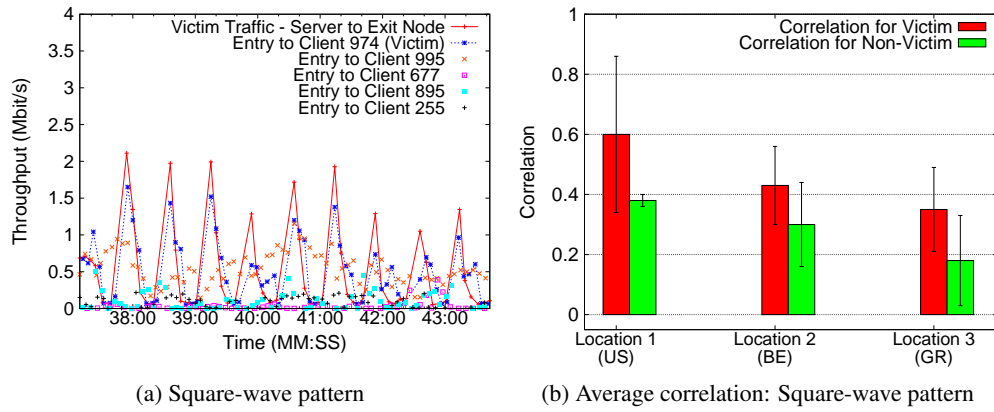 4
3.5
3
2.5
2
1.5
1
0.5
0
Throughput (Mbit/s)
Victim Traffic - Server to Exit Node
Entry to Client 974 (Victim)
Entry to Client 995
Entry to Client 677
Entry to Client 895
Entry to Client 255
38:00 39:00 40:00 41:00 42:00 43:00
Time (MM:SS)
(a) Square-wave pattern
1
0.8
0.6
0.4
0.2
0
Correlation
Correlation for Victim
Correlation for Non-Victim
Location 1 Location 2 Location 3
(US) (BE) (GR)
(b) Average correlation: Square-wave pattern